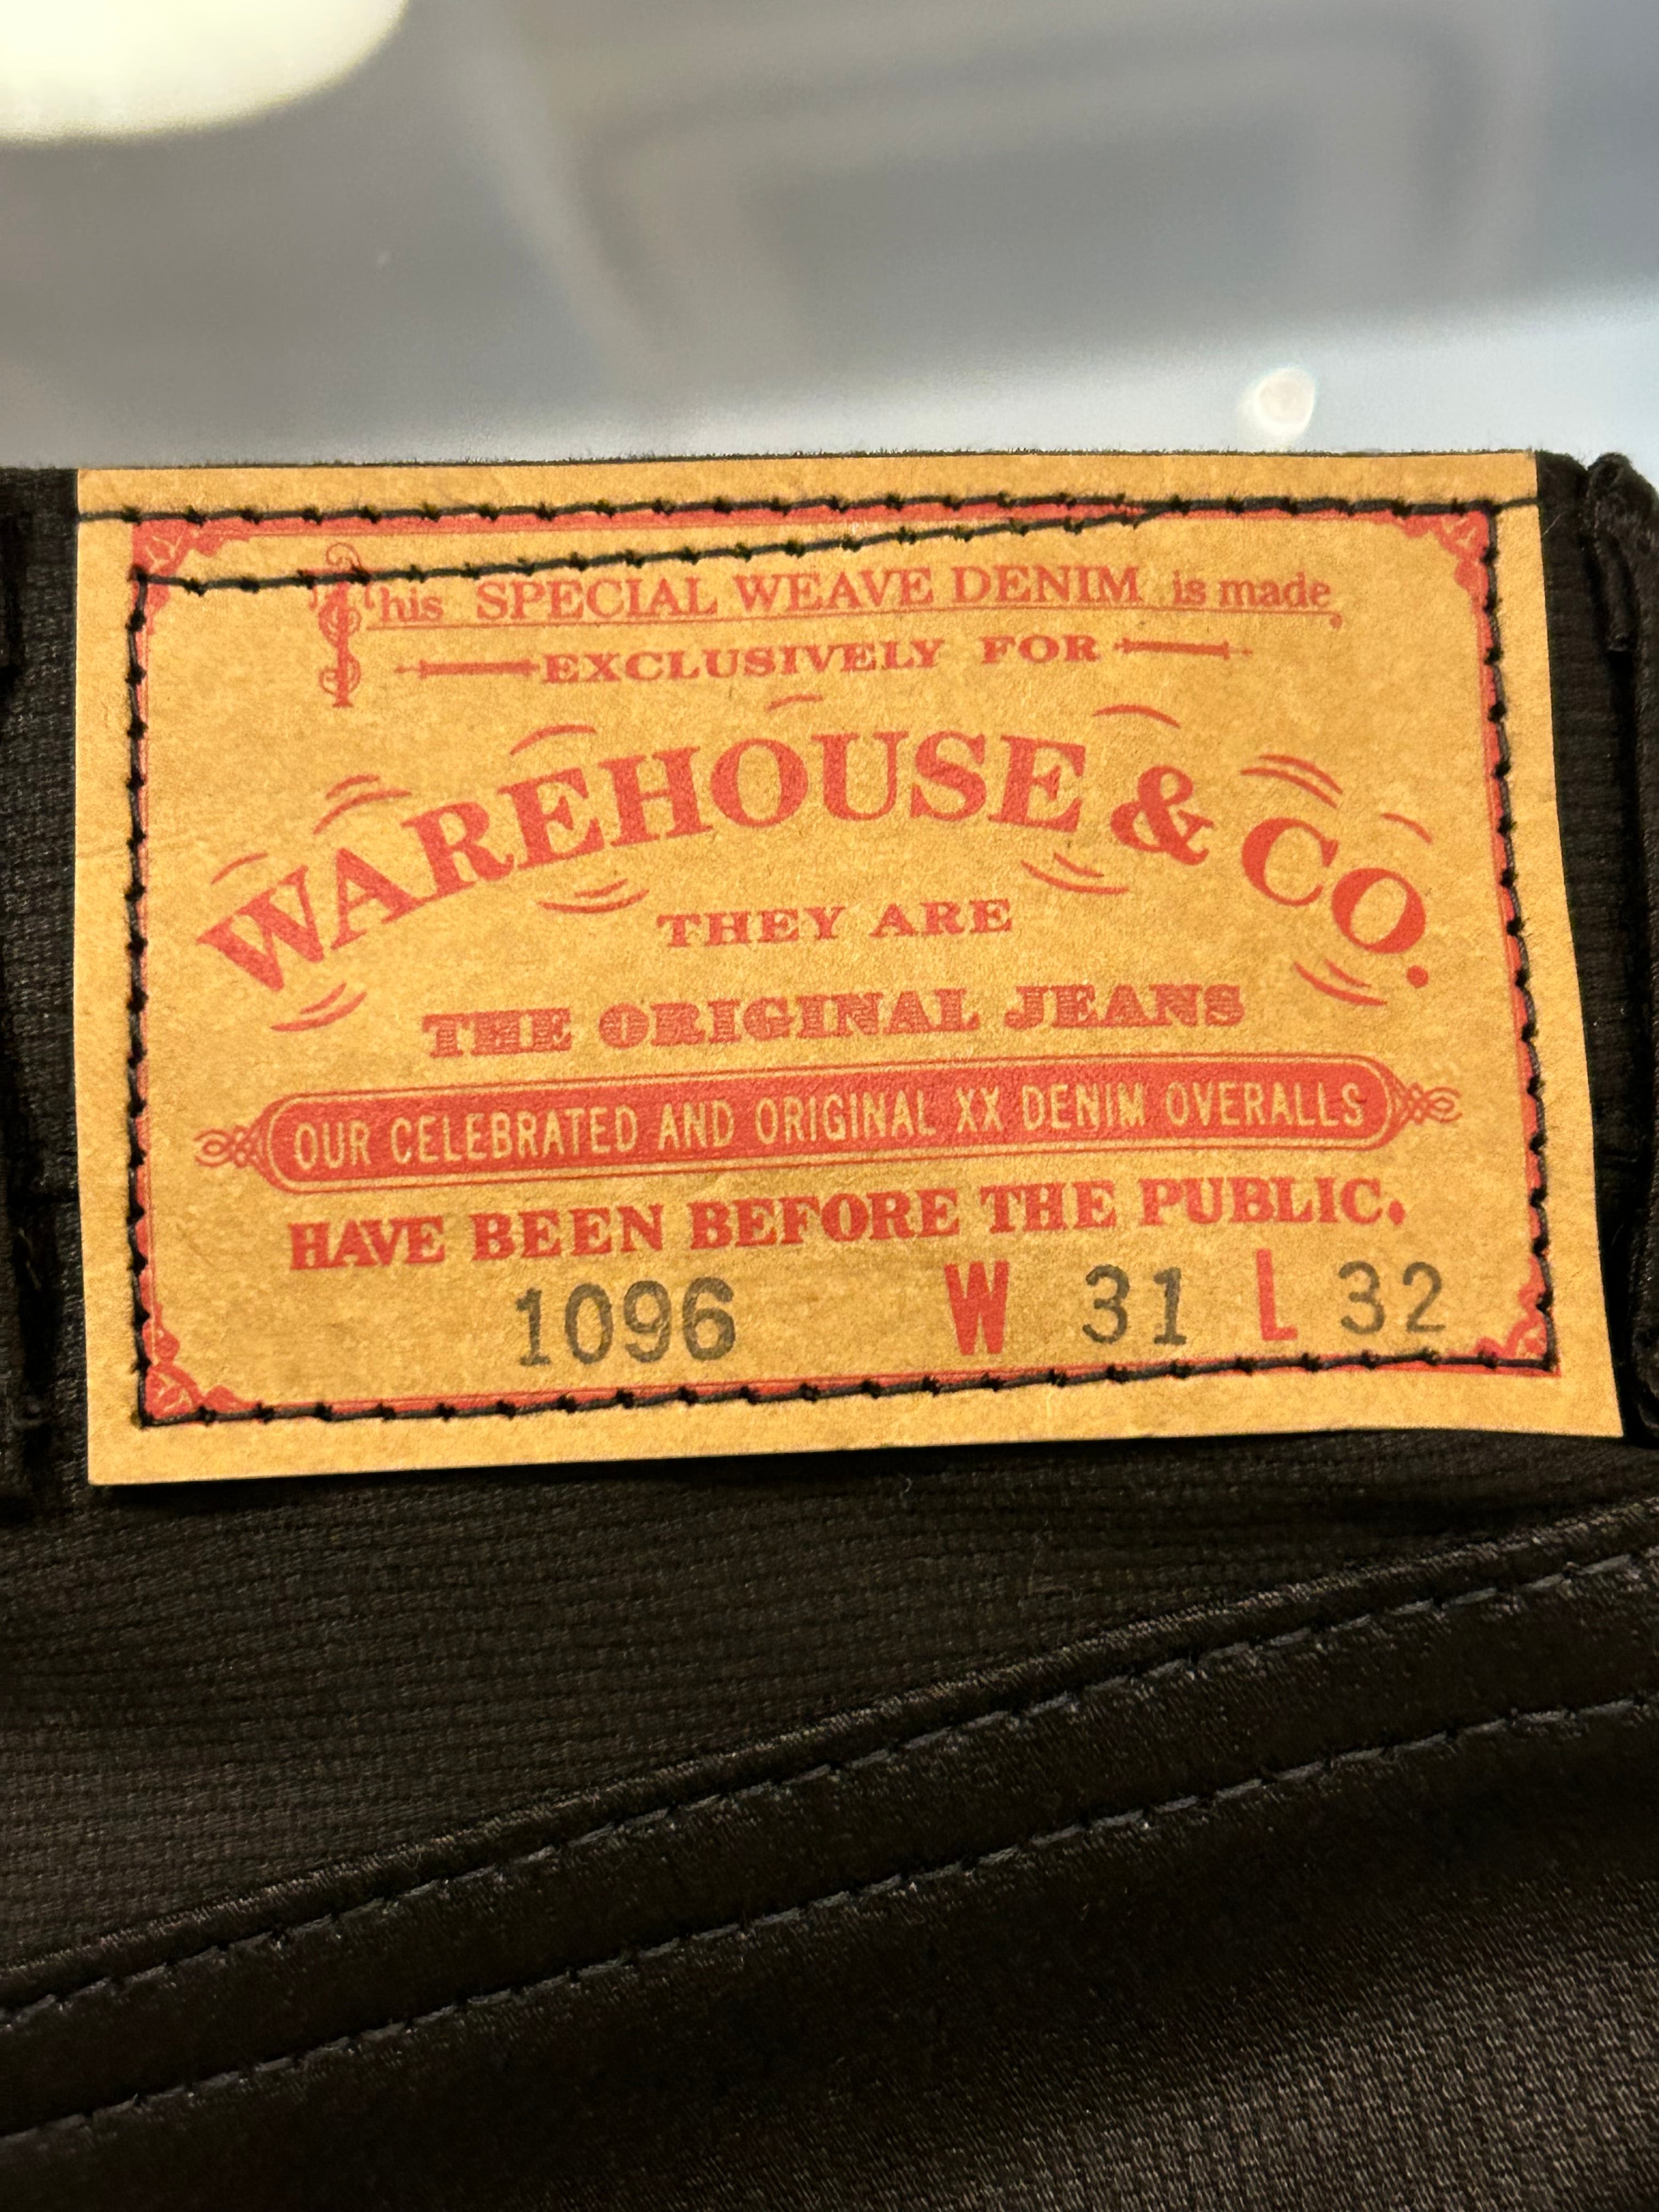 This SPECIAL WEAVE DENIM is made
EXCLUSIVELY FOR
WAREHOUSE & CO.
THEY ARE
THE ORIGINAL JEANS
OUR CELEBRATED AND ORIGINAL XX DENIM OVERALLS
HAVE BEEN BEFORE THE PUBLIC.
1096 W 31 L 32